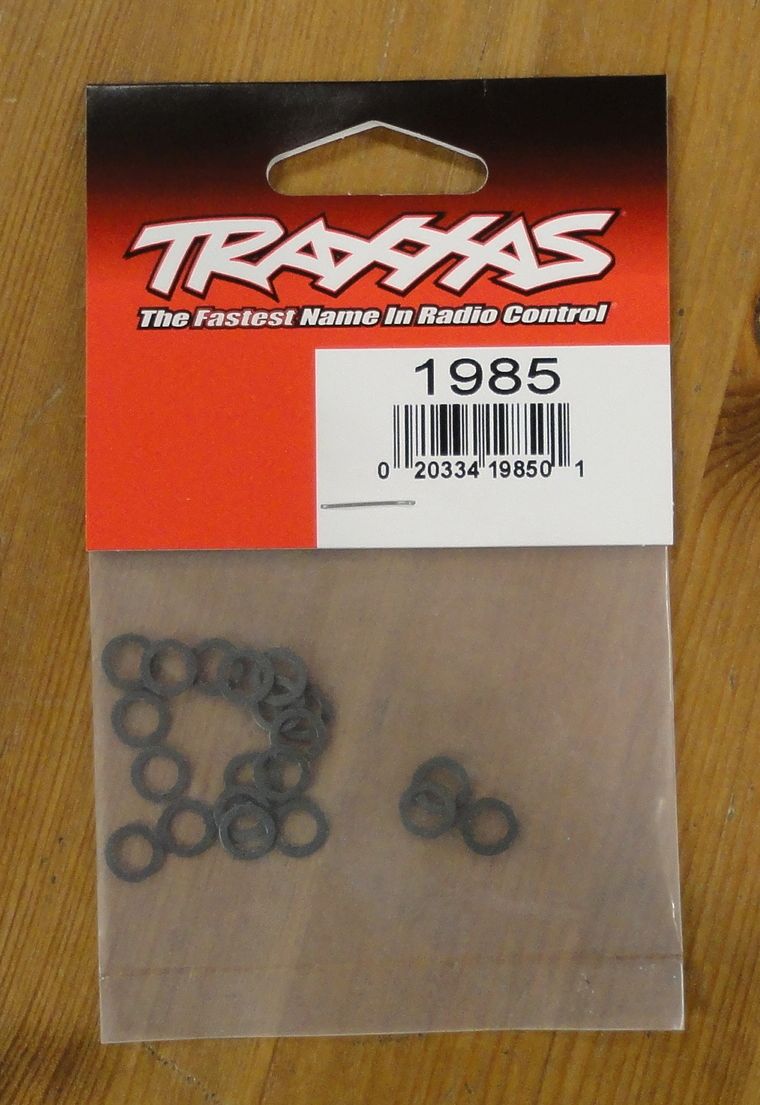 TRAXXAS
The Fastest Name In Radio Control
1985
0 20334 19850 1